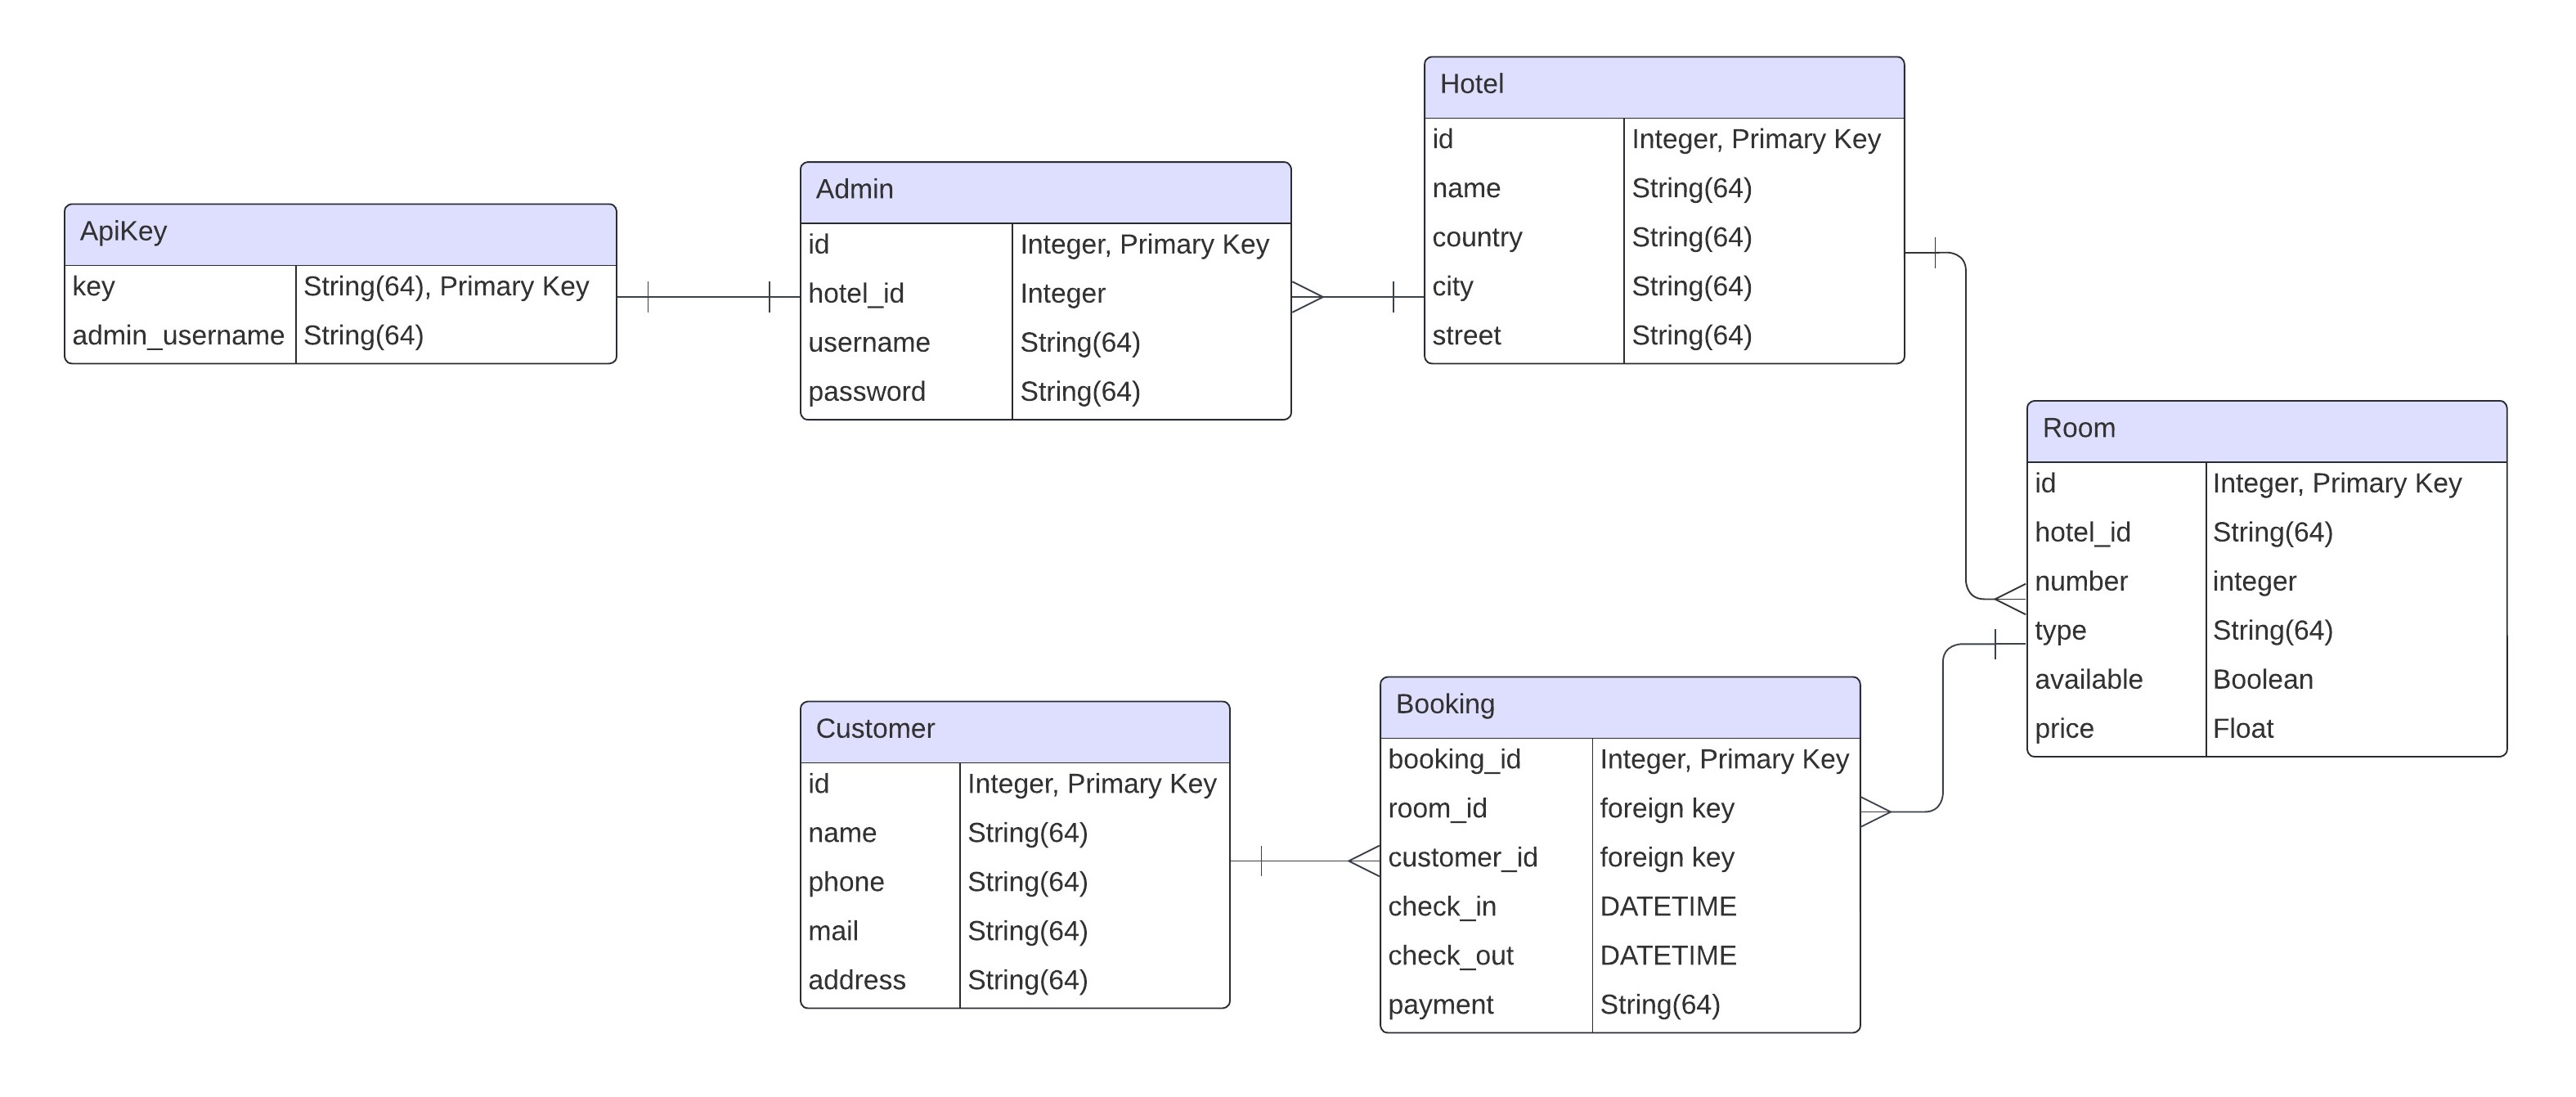 ApiKey
key String(64), Primary Key
admin_username String(64)
Admin
id Integer, Primary Key
hotel_id Integer
username String(64)
password String(64)
Hotel
id Integer, Primary Key
name String(64)
country String(64)
city String(64)
street String(64)
Room
id Integer, Primary Key
hotel_id String(64)
number integer
type String(64)
available Boolean
price Float
Customer
id Integer, Primary Key
name String(64)
phone String(64)
mail String(64)
address String(64)
Booking
booking_id Integer, Primary Key
room_id foreign key
customer_id foreign key
check_in DATETIME
check_out DATETIME
payment String(64)